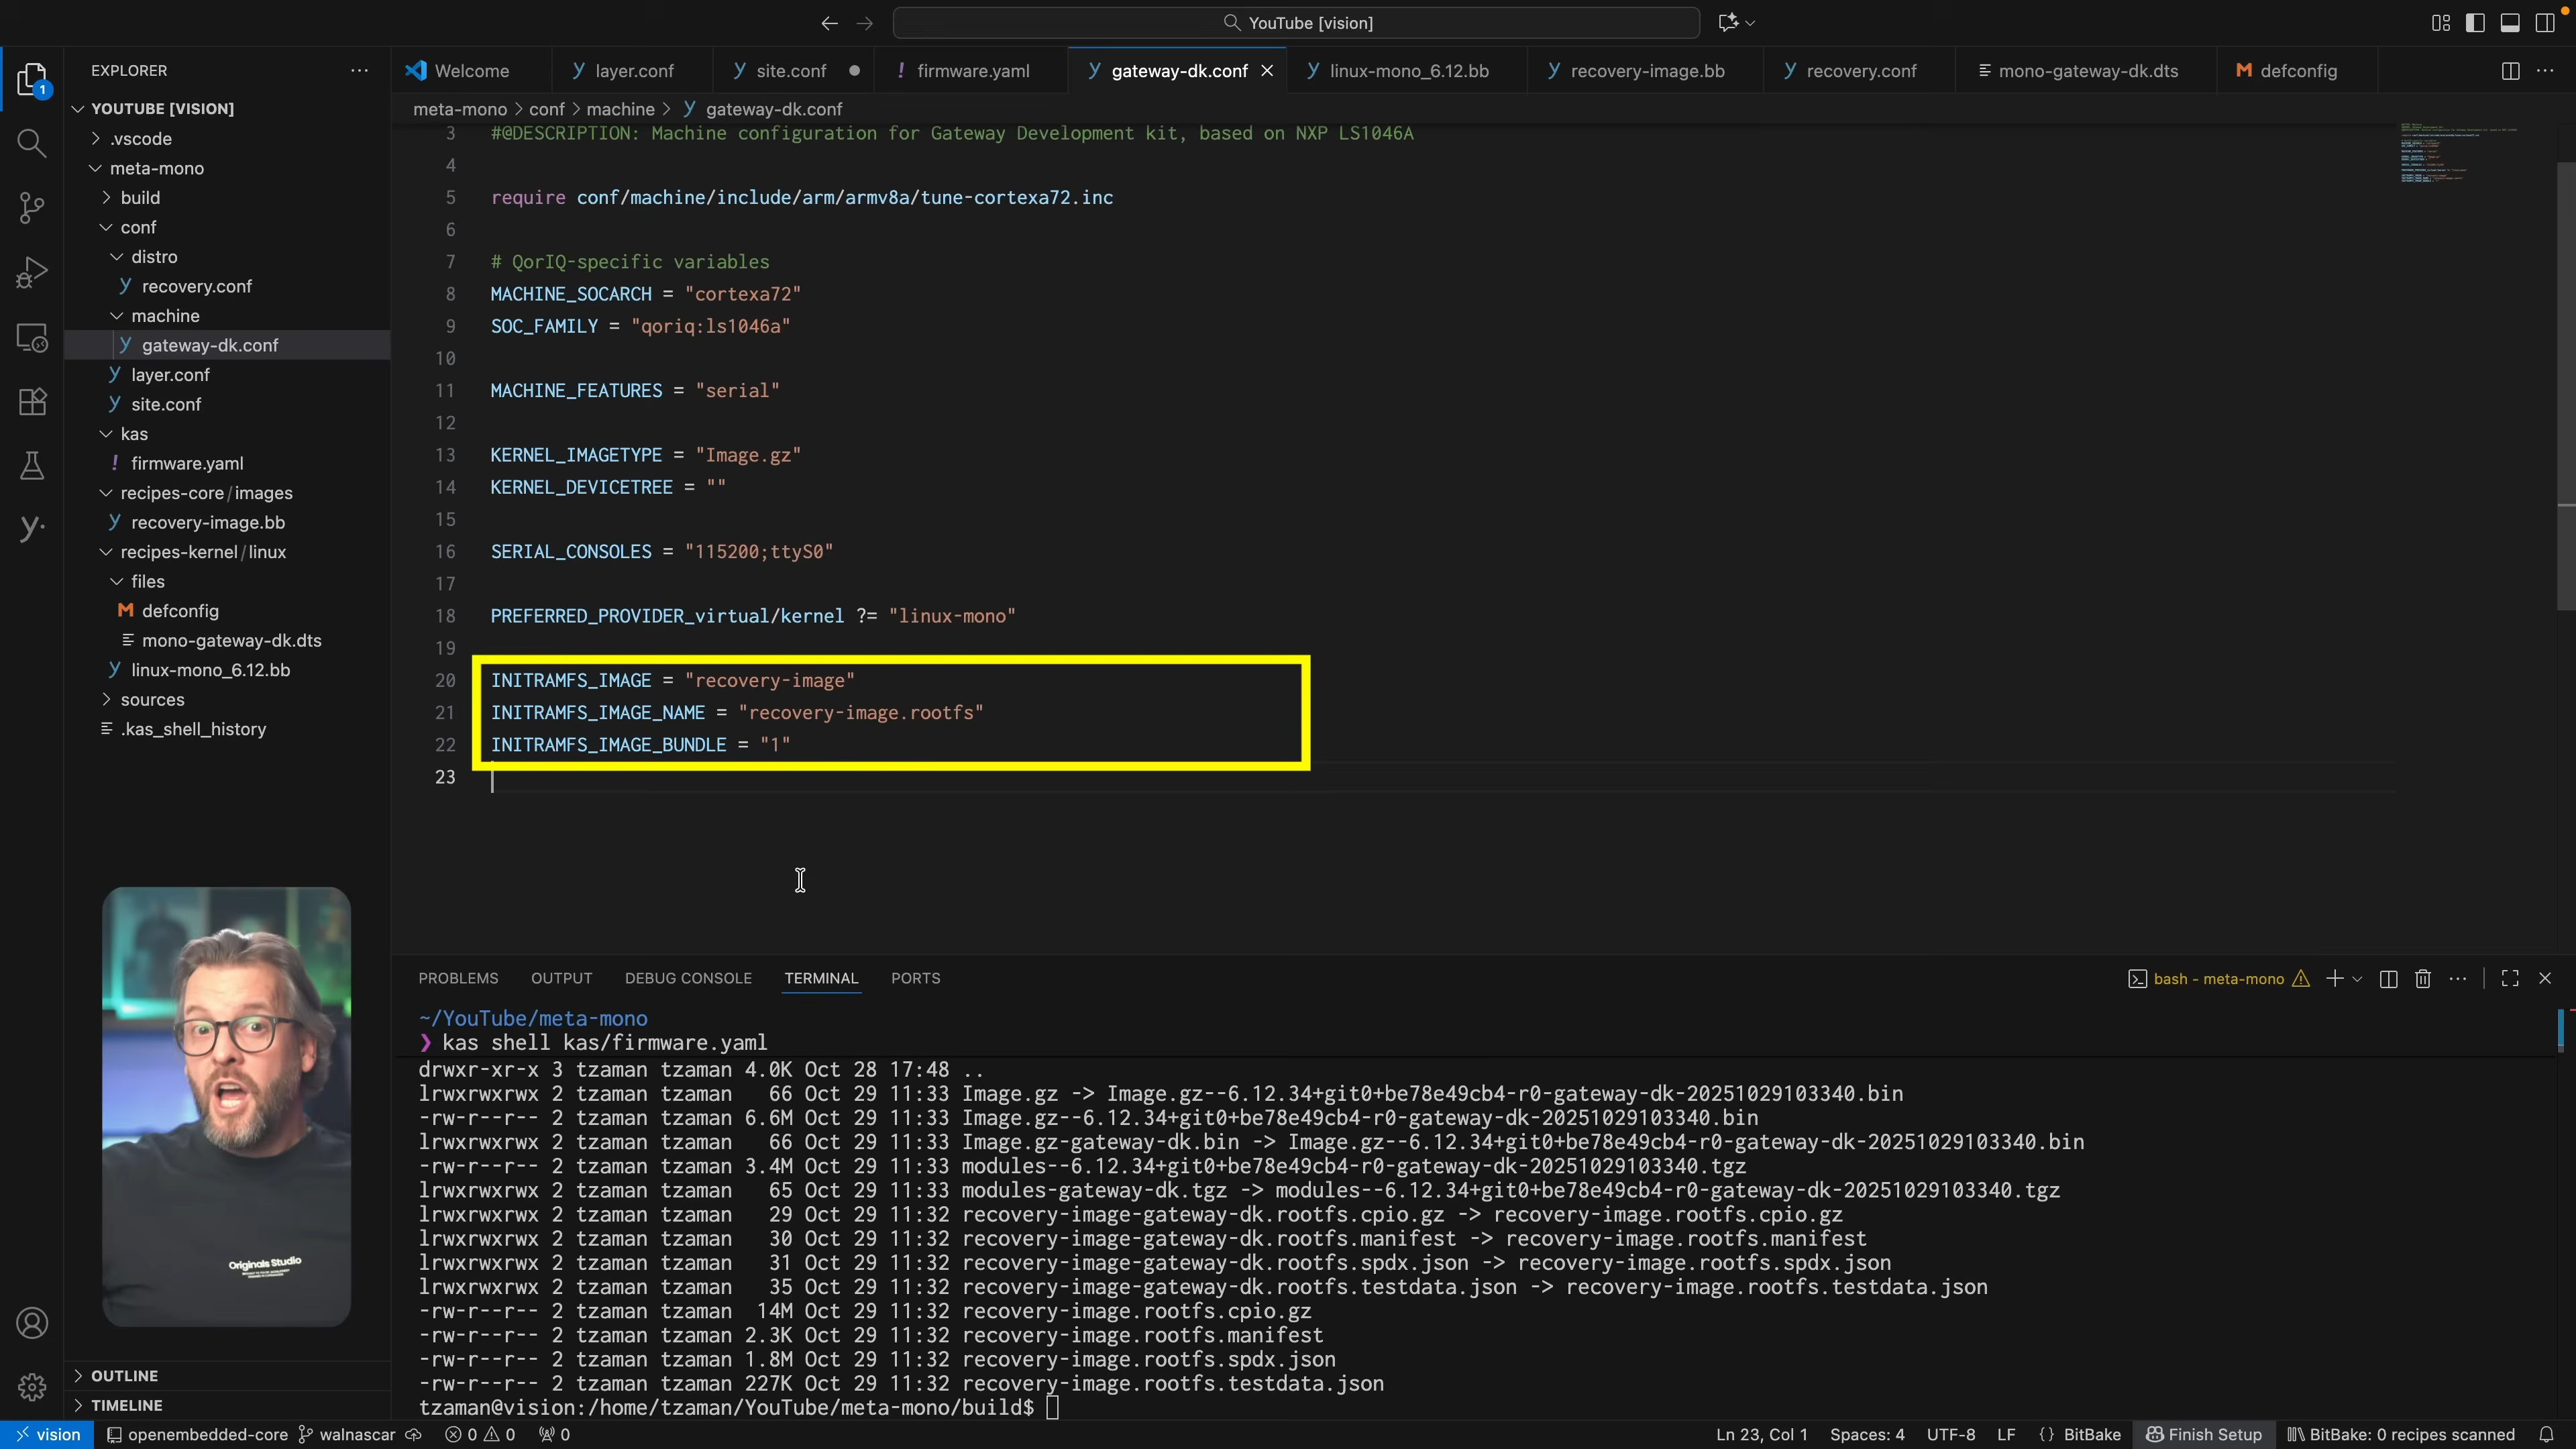 YouTube [vision]
EXPLORER
Welcome
layer.conf
site.conf
firmware.yaml
gateway-dk.conf
linux-mono_6.12.bb
recovery-image.bb
recovery.conf
mono-gateway-dk.dts
defconfig
meta-mono > conf > machine > gateway-dk.conf
1
YOUTUBE [VISION]
.vscode
meta-mono
build
conf
distro
recovery.conf
machine
gateway-dk.conf
layer.conf
site.conf
kas
firmware.yaml
recipes-core/images
recovery-image.bb
recipes-kernel/linux
files
defconfig
mono-gateway-dk.dts
linux-mono_6.12.bb
sources
.kas_shell_history
3 #@DESCRIPTION: Machine configuration for Gateway Development kit, based on NXP LS1046A
4
5 require conf/machine/include/arm/armv8a/tune-cortexa72.inc
6
7 # QorIQ-specific variables
8 MACHINE_SOCARCH = "cortexa72"
9 SOC_FAMILY = "qoriq:ls1046a"
10
11 MACHINE_FEATURES = "serial"
12
13 KERNEL_IMAGETYPE = "Image.gz"
14 KERNEL_DEVICETREE = ""
15
16 SERIAL_CONSOLES = "115200;ttyS0"
17
18 PREFERRED_PROVIDER_virtual/kernel ?= "linux-mono"
19
20 INITRAMFS_IMAGE = "recovery-image"
21 INITRAMFS_IMAGE_NAME = "recovery-image.rootfs"
22 INITRAMFS_IMAGE_BUNDLE = "1"
23
Originals Studio
OUTLINE
TIMELINE
PROBLEMS OUTPUT DEBUG CONSOLE TERMINAL PORTS
bash - meta-mono
~/YouTube/meta-mono
❯ kas shell kas/firmware.yaml
drwxr-xr-x 3 tzaman tzaman 4.0K Oct 28 17:48 ..
lrwxrwxrwx 2 tzaman tzaman 66 Oct 29 11:33 Image.gz -> Image.gz--6.12.34+git0+be78e49cb4-r0-gateway-dk-20251029103340.bin
-rw-r--r-- 2 tzaman tzaman 6.6M Oct 29 11:33 Image.gz--6.12.34+git0+be78e49cb4-r0-gateway-dk-20251029103340.bin
lrwxrwxrwx 2 tzaman tzaman 66 Oct 29 11:33 Image.gz-gateway-dk.bin -> Image.gz--6.12.34+git0+be78e49cb4-r0-gateway-dk-20251029103340.bin
-rw-r--r-- 2 tzaman tzaman 3.4M Oct 29 11:33 modules--6.12.34+git0+be78e49cb4-r0-gateway-dk-20251029103340.tgz
lrwxrwxrwx 2 tzaman tzaman 65 Oct 29 11:33 modules-gateway-dk.tgz -> modules--6.12.34+git0+be78e49cb4-r0-gateway-dk-20251029103340.tgz
lrwxrwxrwx 2 tzaman tzaman 29 Oct 29 11:32 recovery-image-gateway-dk.rootfs.cpio.gz -> recovery-image.rootfs.cpio.gz
lrwxrwxrwx 2 tzaman tzaman 30 Oct 29 11:32 recovery-image-gateway-dk.rootfs.manifest -> recovery-image.rootfs.manifest
lrwxrwxrwx 2 tzaman tzaman 31 Oct 29 11:32 recovery-image-gateway-dk.rootfs.spdx.json -> recovery-image.rootfs.spdx.json
lrwxrwxrwx 2 tzaman tzaman 35 Oct 29 11:32 recovery-image-gateway-dk.rootfs.testdata.json -> recovery-image.rootfs.testdata.json
-rw-r--r-- 2 tzaman tzaman 14M Oct 29 11:32 recovery-image.rootfs.cpio.gz
-rw-r--r-- 2 tzaman tzaman 2.3K Oct 29 11:32 recovery-image.rootfs.manifest
-rw-r--r-- 2 tzaman tzaman 1.8M Oct 29 11:32 recovery-image.rootfs.spdx.json
-rw-r--r-- 2 tzaman tzaman 227K Oct 29 11:32 recovery-image.rootfs.testdata.json
tzaman@vision:/home/tzaman/YouTube/meta-mono/build$
vision openembedded-core walnascar 0 0 0 Ln 23, Col 1 Spaces: 4 UTF-8 LF {} BitBake Finish Setup BitBake: 0 recipes scanned